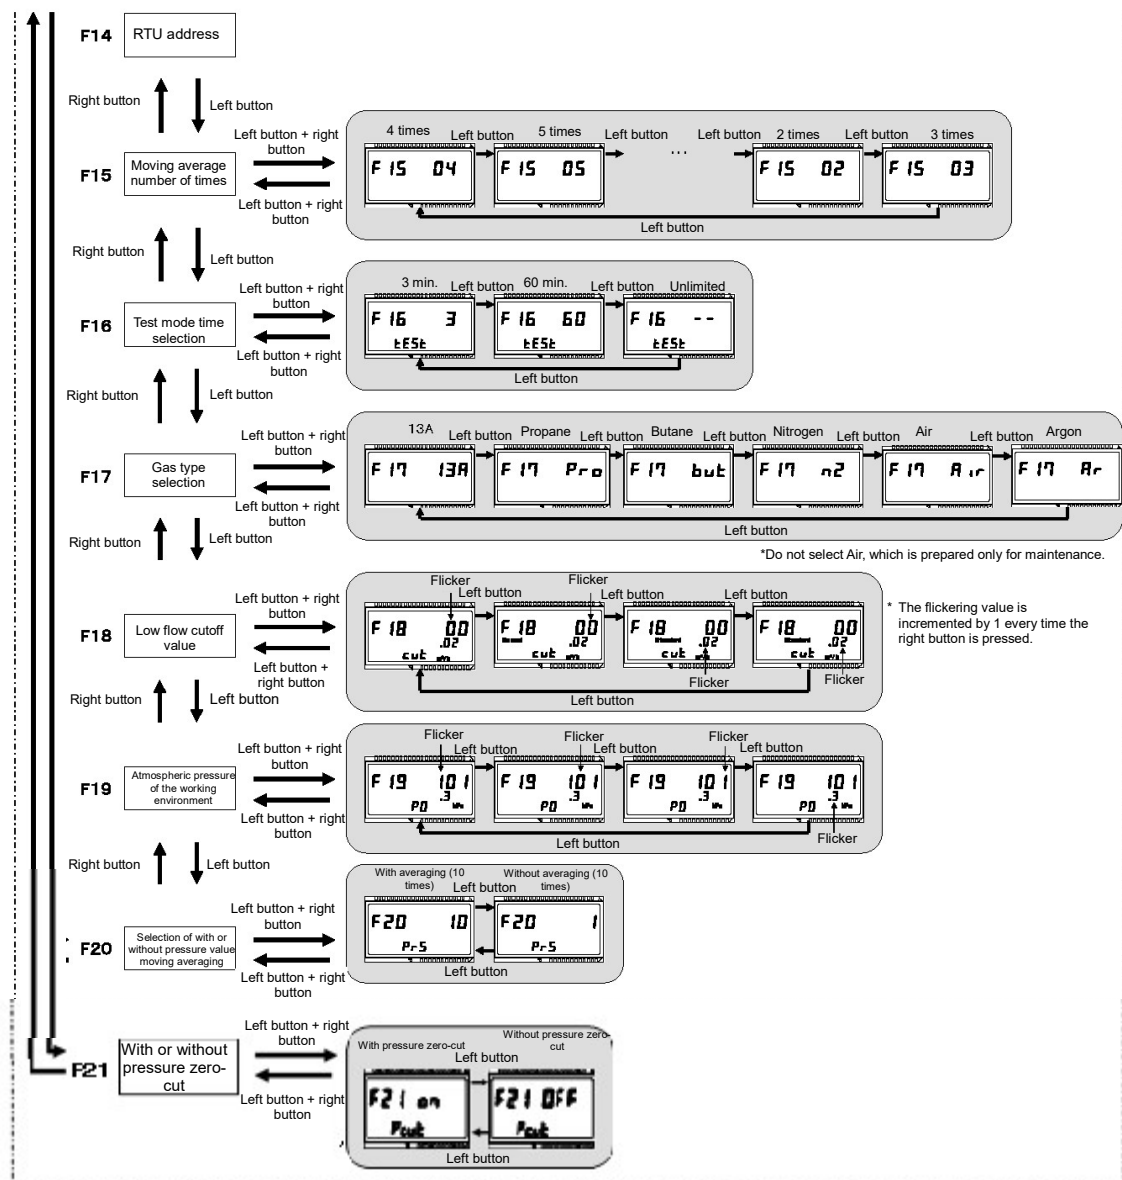 F14 RTU address
Right button
Left button
F15
Moving average
number of times
Left button + right
button
Left button + right
button
4 times
Left button
5 times
Left button
...
Left button
2 times
Left button
3 times
F15 04
F15 05
F15 02
F15 03
Left button
Right button
Left button
F16
Test mode time
selection
Left button + right
button
Left button + right
button
3 min.
Left button
60 min.
Left button
Unlimited
F16 3
tESt
F16 60
tESt
F16 --
tESt
Left button
Right button
Left button
F17
Gas type
selection
Left button + right
button
Left button + right
button
13A
Left button
Propane
Left button
Butane
Left button
Nitrogen
Left button
Air
Left button
Argon
F17 13A
F17 Pro
F17 but
F17 n2
F17 Air
F17 Ar
Left button
*Do not select Air, which is prepared only for maintenance.
Right button
Left button
F18
Low flow cutoff
value
Left button + right
button
Left button +
right button
Flicker
Left button
Flicker
Left button
Left button
F18 00
.02
cut
F18 00
.02
cut
F18 00
.02
cut
F18 00
.02
cut
Flicker
Flicker
Left button
* The flickering value is
incremented by 1 every time the
right button is pressed.
Right button
Left button
F19
Atmospheric pressure
of the working
environment
Left button + right
button
Left button + right
button
Flicker
Left button
Flicker
Left button
Flicker
Left button
F19 101
.3
P0 kPa
F19 101
.3
P0 kPa
F19 101
.3
P0 kPa
F19 101
.3
P0 kPa
Flicker
Left button
Right button
Left button
F20
Selection of with or
without pressure value
moving averaging
Left button + right
button
Left button + right
button
With averaging (10
times)
Left button
Without averaging (10
times)
F20 10
PrS
F20 1
PrS
Left button
F21
With or without
pressure zero-
cut
Left button + right
button
Left button + right
button
With pressure zero-cut
Left button
Without pressure zero-
cut
F21 on
Pcut
F21 OFF
Pcut
Left button